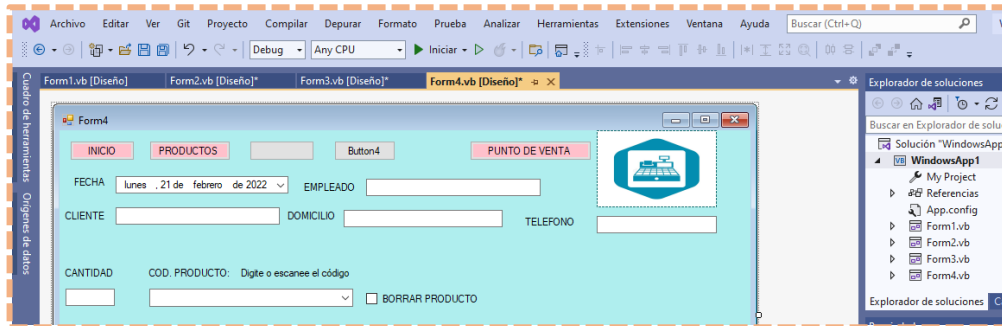 Archivo Editar Ver Git Proyecto Compilar Depurar Formato Prueba Analizar Herramientas Extensiones Ventana Ayuda Buscar (Ctrl+Q)
Debug Any CPU Iniciar
Form1.vb [Diseño] Form2.vb [Diseño]* Form3.vb [Diseño]* Form4.vb [Diseño]*
Cuadro de herramientas
Orígenes de datos
Form4
INICIO PRODUCTOS Button4 PUNTO DE VENTA
FECHA lunes , 21 de febrero de 2022 EMPLEADO
CLIENTE DOMICILIO TELEFONO
CANTIDAD COD. PRODUCTO: Digite o escanee el código
BORRAR PRODUCTO
Explorador de soluciones
Buscar en Explorador de solu
Solución "WindowsApp
VB WindowsApp1
My Project
Referencias
App.config
Form1.vb
Form2.vb
Form3.vb
Form4.vb
Explorador de soluciones